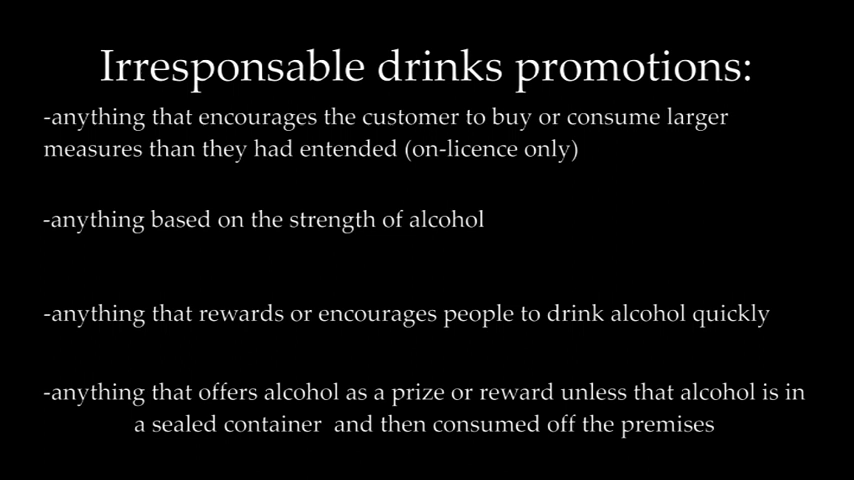 Irresponsable drinks promotions:
-anything that encourages the customer to buy or consume larger
measures than they had entended (on-licence only)
-anything based on the strength of alcohol
-anything that rewards or encourages people to drink alcohol quickly
-anything that offers alcohol as a prize or reward unless that alcohol is in
a sealed container and then consumed off the premises